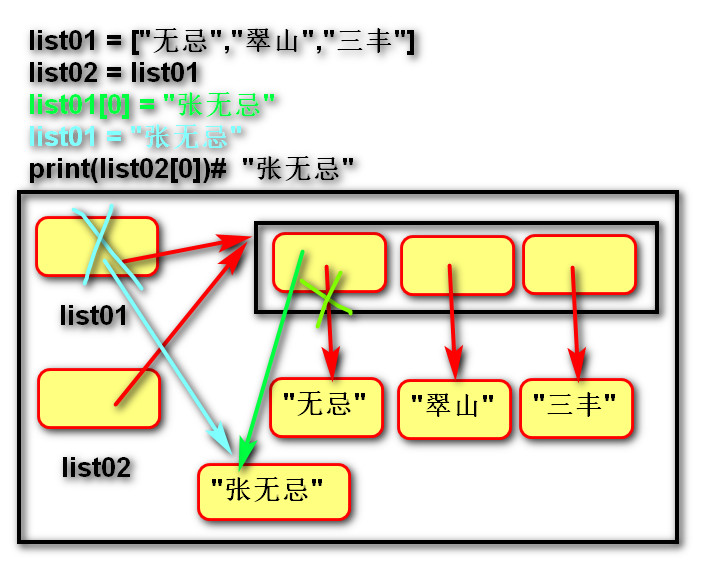 list01 = ["无忌","翠山","三丰"]
list02 = list01
list01[0] = "张无忌"
list01 = "张无忌"
print(list02[0])# "张无忌"
list01
"无忌" "翠山" "三丰"
list02
"张无忌"